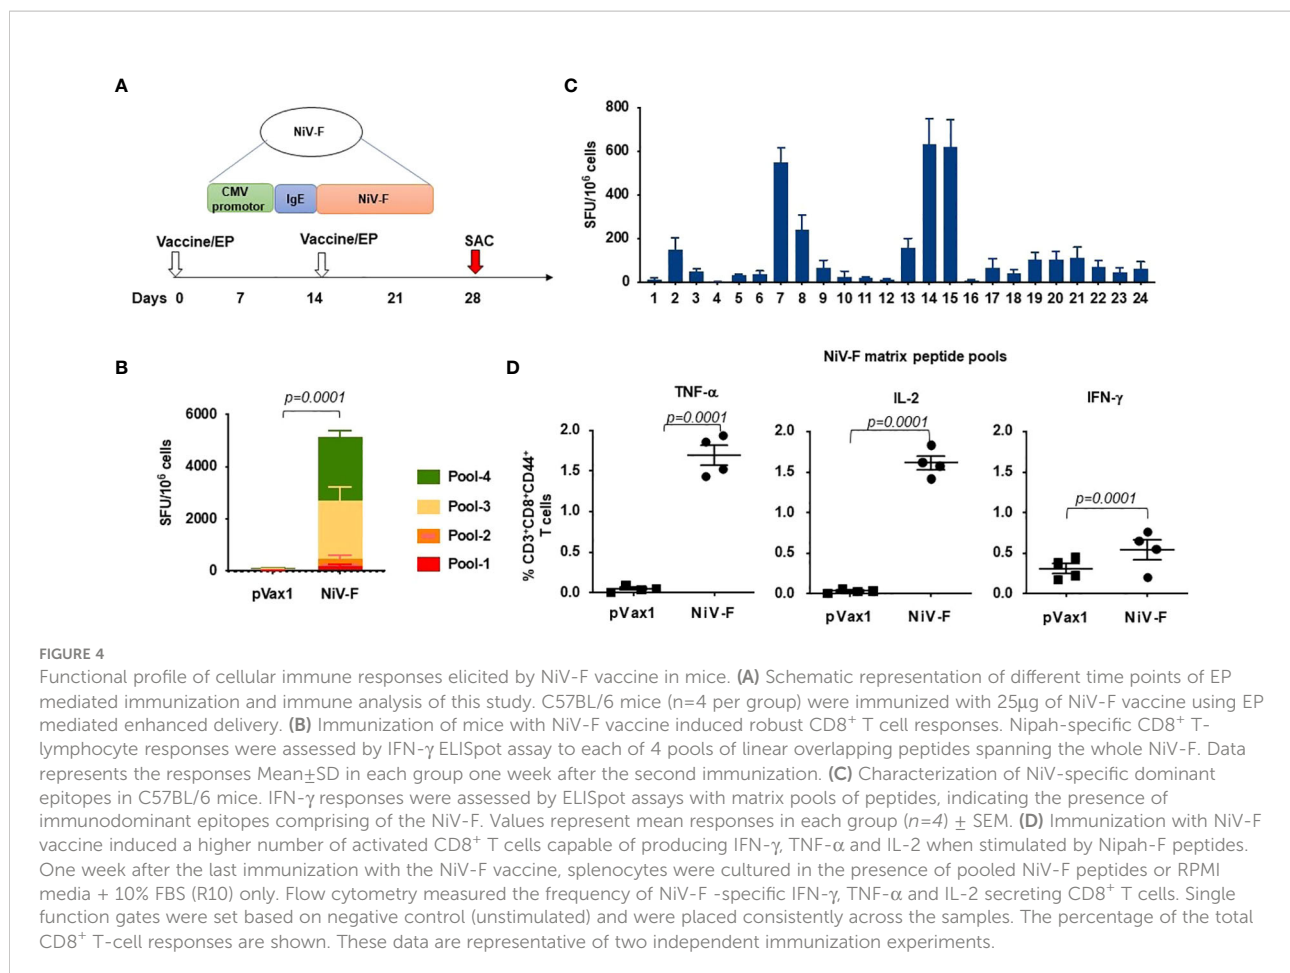 A
NiV-F
CMV promotor
IgE
NiV-F
Vaccine/EP
Vaccine/EP
SAC
Days 0 7 14 21 28
C
800
600
400
200
0
SFU/10⁶ cells
1 2 3 4 5 6 7 8 9 10 11 12 13 14 15 16 17 18 19 20 21 22 23 24
NiV-F matrix peptide pools
B
p=0.0001
6000
4000
2000
0
SFU/10⁶ cells
pVax1 NiV-F
Pool-4
Pool-3
Pool-2
Pool-1
D
TNF-α
p=0.0001
2.0
1.5
1.0
0.5
0.0
% CD3⁺CD8⁺CD44⁺
T cells
pVax1 NiV-F
IL-2
p=0.0001
2.0
1.5
1.0
0.5
0.0
pVax1 NiV-F
IFN-γ
p=0.0001
2.0
1.5
1.0
0.5
0.0
pVax1 NiV-F
FIGURE 4
Functional profile of cellular immune responses elicited by NiV-F vaccine in mice. (A) Schematic representation of different time points of EP
mediated immunization and immune analysis of this study. C57BL/6 mice (n=4 per group) were immunized with 25µg of NiV-F vaccine using EP
mediated enhanced delivery. (B) Immunization of mice with NiV-F vaccine induced robust CD8⁺ T cell responses. Nipah-specific CD8⁺ T-
lymphocyte responses were assessed by IFN-γ ELISpot assay to each of 4 pools of linear overlapping peptides spanning the whole NiV-F. Data
represents the responses Mean±SD in each group one week after the second immunization. (C) Characterization of NiV-specific dominant
epitopes in C57BL/6 mice. IFN-γ responses were assessed by ELISpot assays with matrix pools of peptides, indicating the presence of
immunodominant epitopes comprising of the NiV-F. Values represent mean responses in each group (n=4) ± SEM. (D) Immunization with NiV-F
vaccine induced a higher number of activated CD8⁺ T cells capable of producing IFN-γ, TNF-α and IL-2 when stimulated by Nipah-F peptides.
One week after the last immunization with the NiV-F vaccine, splenocytes were cultured in the presence of pooled NiV-F peptides or RPMI
media + 10% FBS (R10) only. Flow cytometry measured the frequency of NiV-F -specific IFN-γ, TNF-α and IL-2 secreting CD8⁺ T cells. Single
function gates were set based on negative control (unstimulated) and were placed consistently across the samples. The percentage of the total
CD8⁺ T-cell responses are shown. These data are representative of two independent immunization experiments.